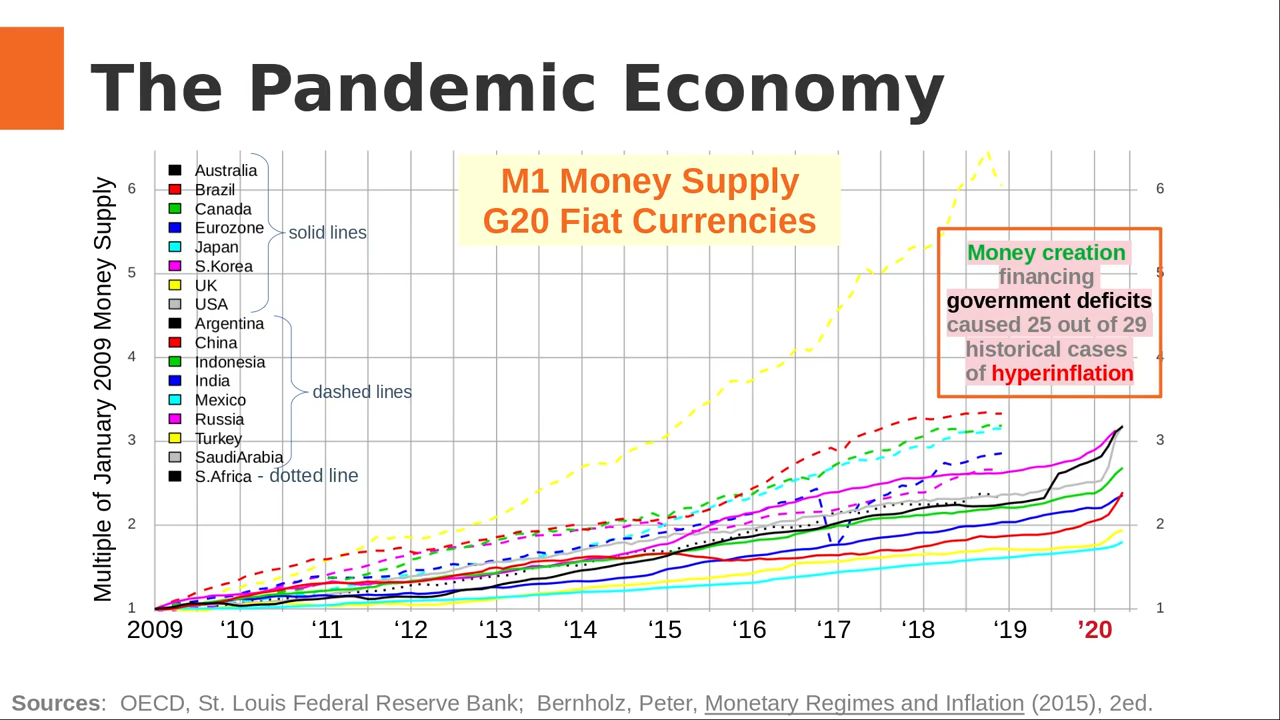 The Pandemic Economy
M1 Money Supply
G20 Fiat Currencies
Multiple of January 2009 Money Supply
6
5
4
3
2
1
Australia
Brazil
Canada
Eurozone
Japan
S.Korea
UK
USA
solid lines
Argentina
China
Indonesia
India
Mexico
Russia
Turkey
SaudiArabia
dashed lines
S.Africa - dotted line
Money creation
financing
government deficits
caused 25 out of 29
historical cases
of hyperinflation
6
5
4
3
2
1
2009 ‘10 ‘11 ‘12 ‘13 ‘14 ‘15 ‘16 ‘17 ‘18 ‘19 ’20
Sources: OECD, St. Louis Federal Reserve Bank; Bernholz, Peter, Monetary Regimes and Inflation (2015), 2ed.